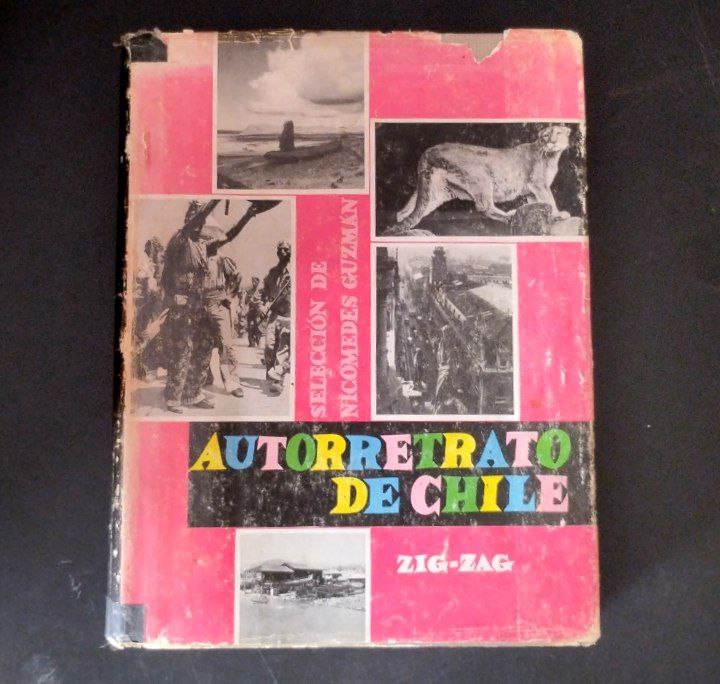 SELECCIÓN DE
NICOMEDES GUZMÁN
AUTORRETRATO
DE CHILE
ZIG-ZAG